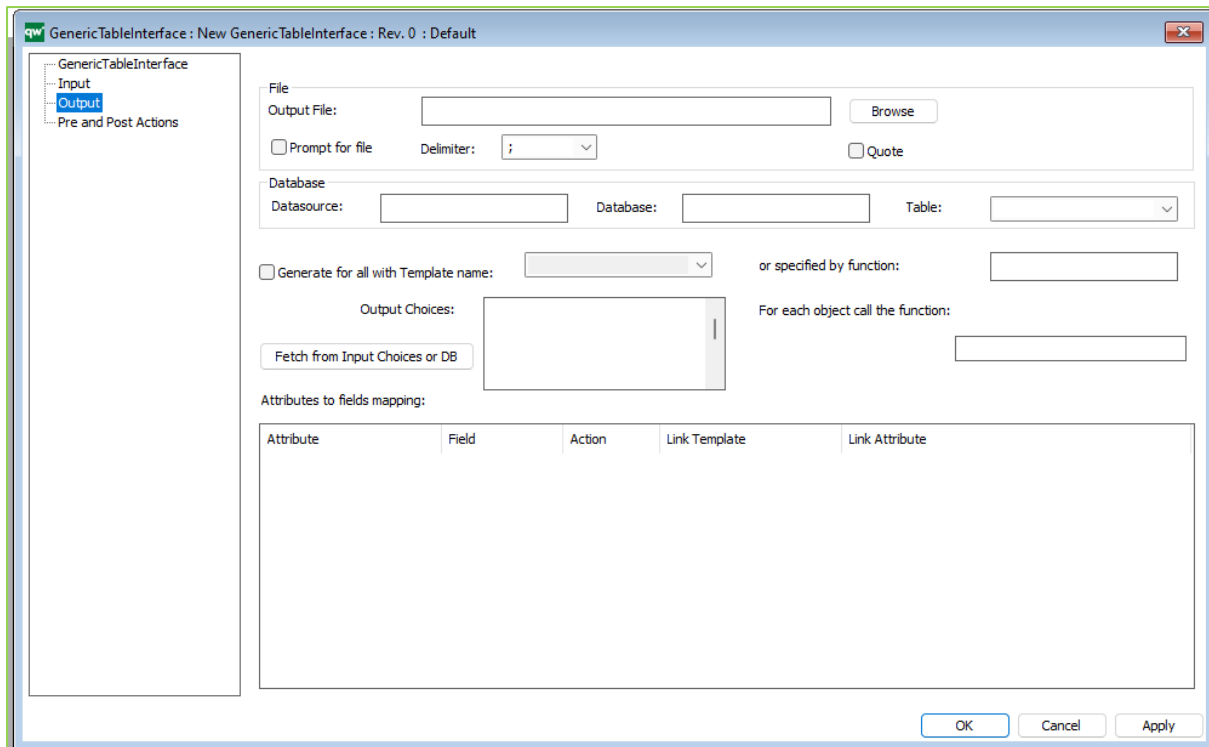 qw GenericTableInterface : New GenericTableInterface : Rev. 0 : Default
GenericTableInterface
Input
Output
Pre and Post Actions
File
Output File:
Browse
Prompt for file
Delimiter:
;
Quote
Database
Datasource:
Database:
Table:
Generate for all with Template name:
or specified by function:
Output Choices:
For each object call the function:
Fetch from Input Choices or DB
Attributes to fields mapping:
Attribute Field Action Link Template Link Attribute
OK Cancel Apply